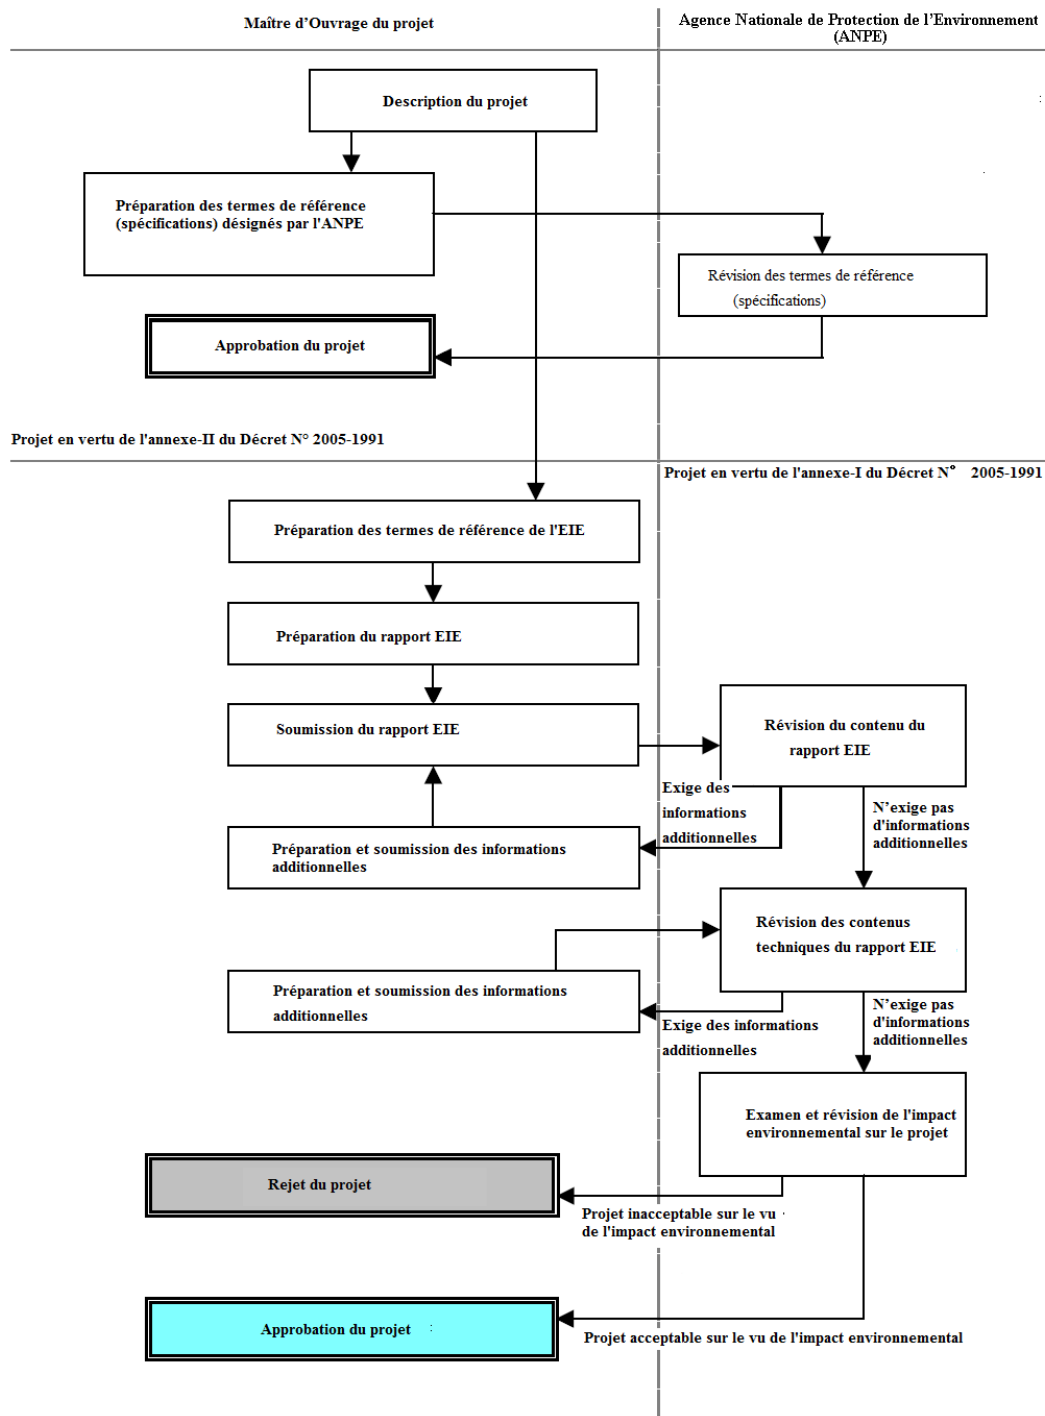 Maître d'Ouvrage du projet
Agence Nationale de Protection de l'Environnement
(ANPE)
Description du projet
Préparation des termes de référence
(spécifications) désignés par l'ANPE
Révision des termes de référence
(spécifications)
Approbation du projet
Projet en vertu de l'annexe-II du Décret N° 2005-1991
Projet en vertu de l'annexe-I du Décret N° 2005-1991
Préparation des termes de référence de l'EIE
Préparation du rapport EIE
Soumission du rapport EIE
Révision du contenu du
rapport EIE
Exige des
informations
additionnelles
N'exige pas
d'informations
additionnelles
Préparation et soumission des informations
additionnelles
Révision des contenus
techniques du rapport EIE
Préparation et soumission des informations
additionnelles
Exige des informations
additionnelles
N'exige pas
d'informations
additionnelles
Examen et révision de l'impact
environnemental sur le projet
Rejet du projet
Projet inacceptable sur le vu
de l'impact environnemental
Approbation du projet
Projet acceptable sur le vu de l'impact environnemental